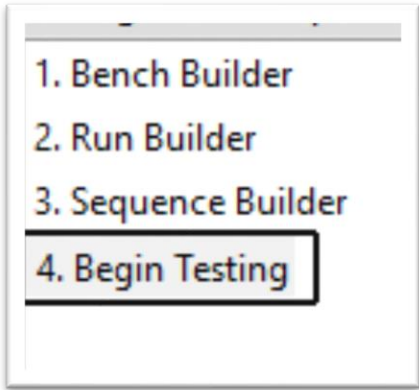 1. Bench Builder
2. Run Builder
3. Sequence Builder
4. Begin Testing